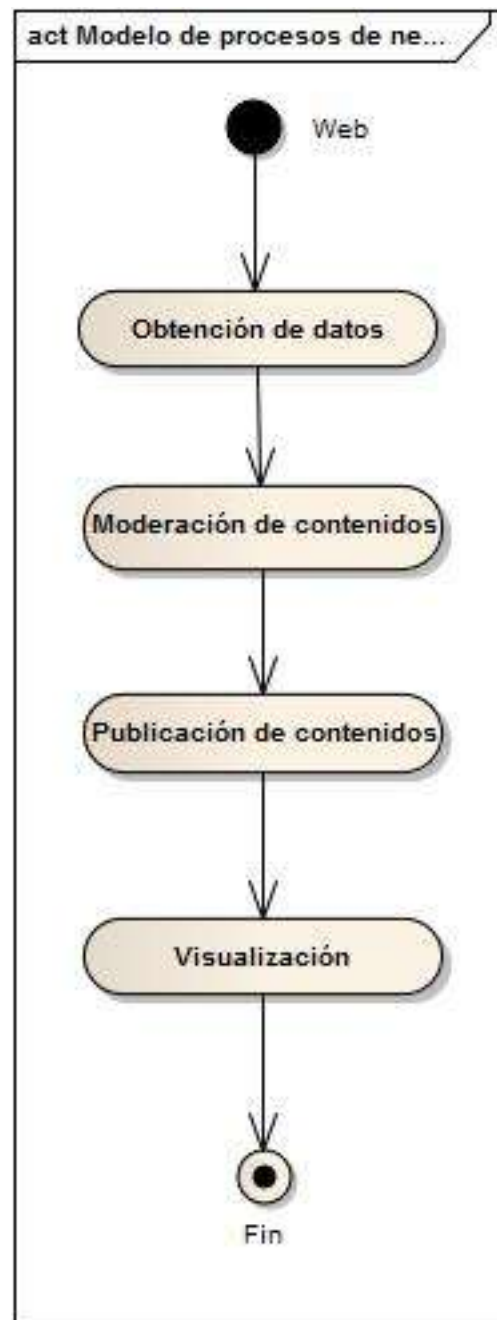 act Modelo de procesos de ne...
Web
Obtención de datos
Moderación de contenidos
Publicación de contenidos
Visualización
Fin